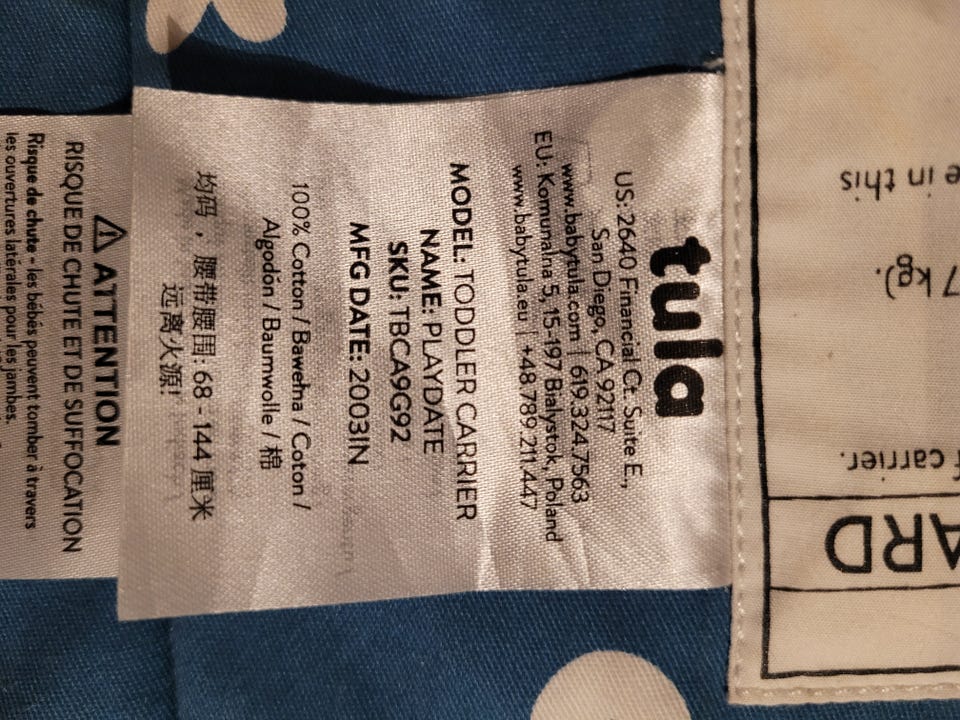 tula
US: 2640 Financial Ct. Suite E.,
San Diego, CA 92117
www.babytula.com | 619.324.7563
EU: Komunalna 5, 15-197 Bialystok, Poland
www.babytula.eu | +48.789.211.447
MODEL: TODDLER CARRIER
NAME: PLAYDATE
SKU: TBCA9G92
MFG DATE: 2003IN
100% Cotton / Bawełna / Coton /
Algodón / Baumwolle / 棉
均码，腰带腰围: 68 - 144 厘米
远离火源!
⚠ ATTENTION
RISQUE DE CHUTE ET DE SUFFOCATION
Risque de chute - les bébés peuvent tomber à travers
les ouvertures latérales pour les jambes.
ARD
f carrier.
7 kg).
e in this